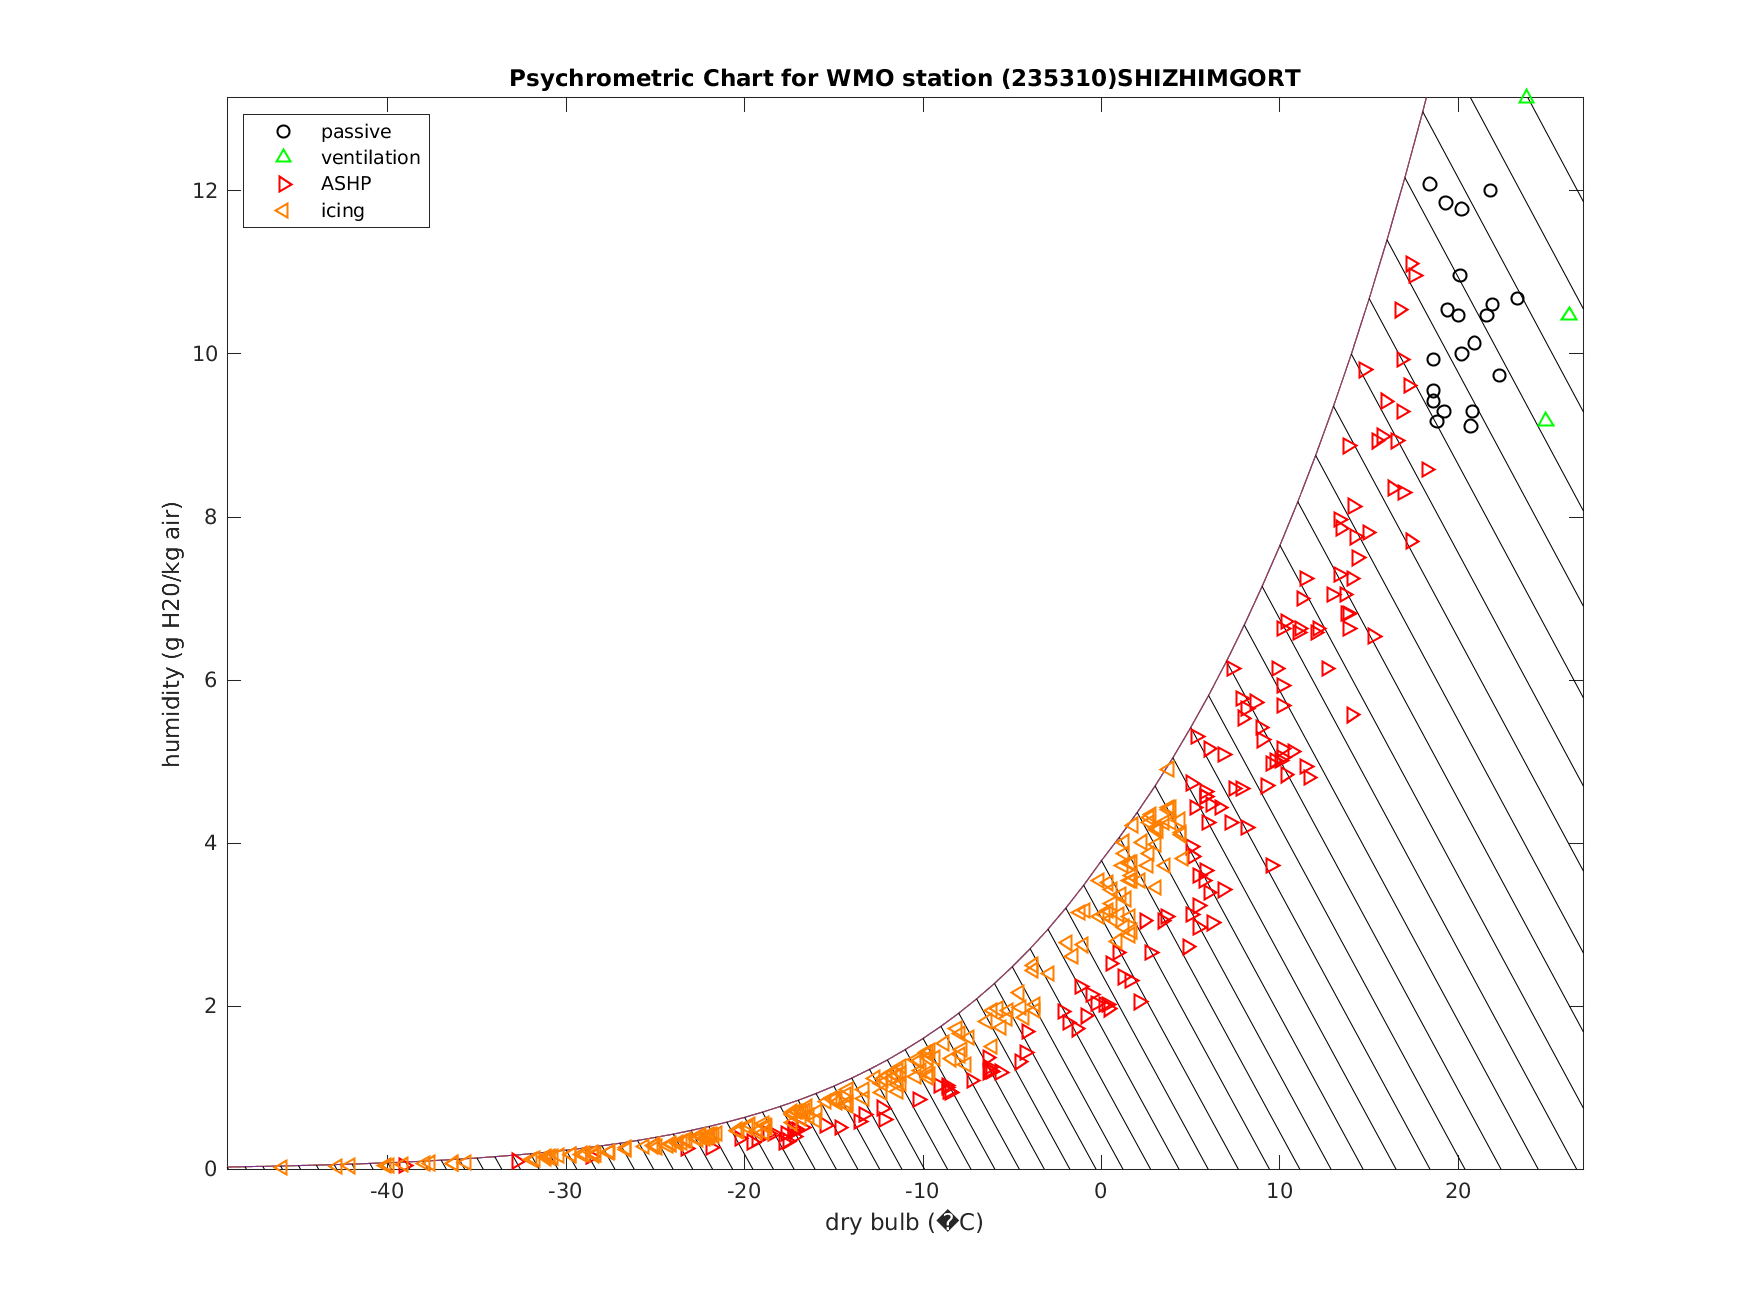 Psychrometric Chart for WMO station (235310)SHIZHIMGORT
passive
ventilation
ASHP
icing
12
10
8
6
4
2
0
humidity (g H20/kg air)
-40
-30
-20
-10
0
10
20
dry bulb (�C)